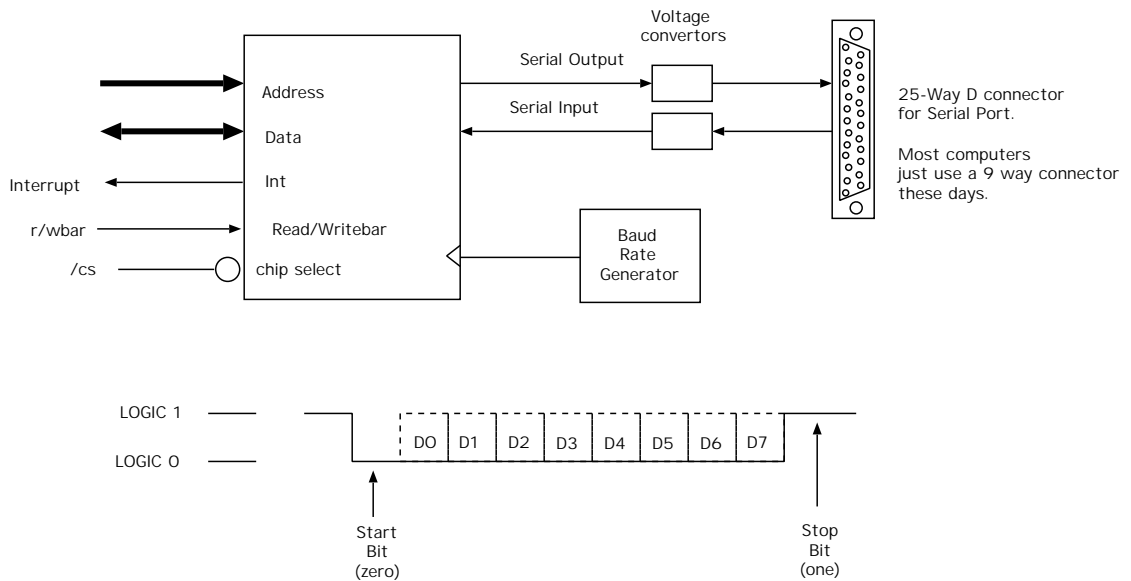 Voltage
convertors
Serial Output
Address
25-Way D connector
for Serial Port.
Serial Input
Data
Most computers
just use a 9 way connector
these days.
Interrupt
Int
r/wbar
Read/Writebar
Baud
Rate
Generator
/cs
chip select
LOGIC 1
D0 D1 D2 D3 D4 D5 D6 D7
LOGIC 0
Start
Bit
(zero)
Stop
Bit
(one)